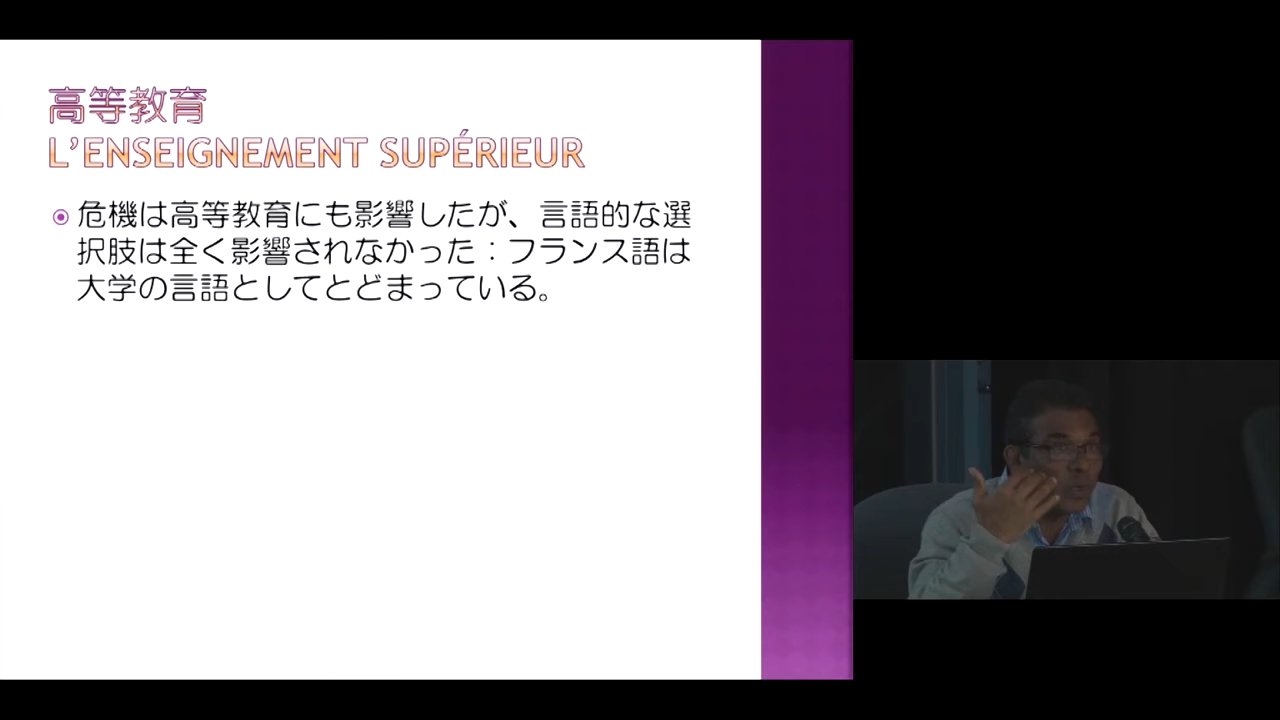 高等教育
L'ENSEIGNEMENT SUPÉRIEUR
危機は高等教育にも影響したが、言語的な選
択肢は全く影響されなかった：フランス語は
大学の言語としてとどまっている。